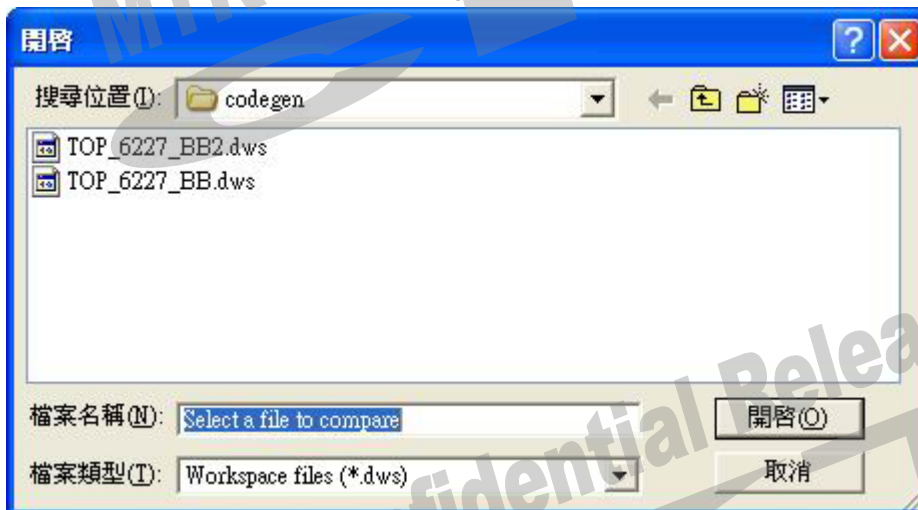 開啓
搜尋位置(I): codegen
TOP_6227_BB2.dws
TOP_6227_BB.dws
檔案名稱(N): Select a file to compare 開啓(O)
檔案類型(T): Workspace files (*.dws) 取消